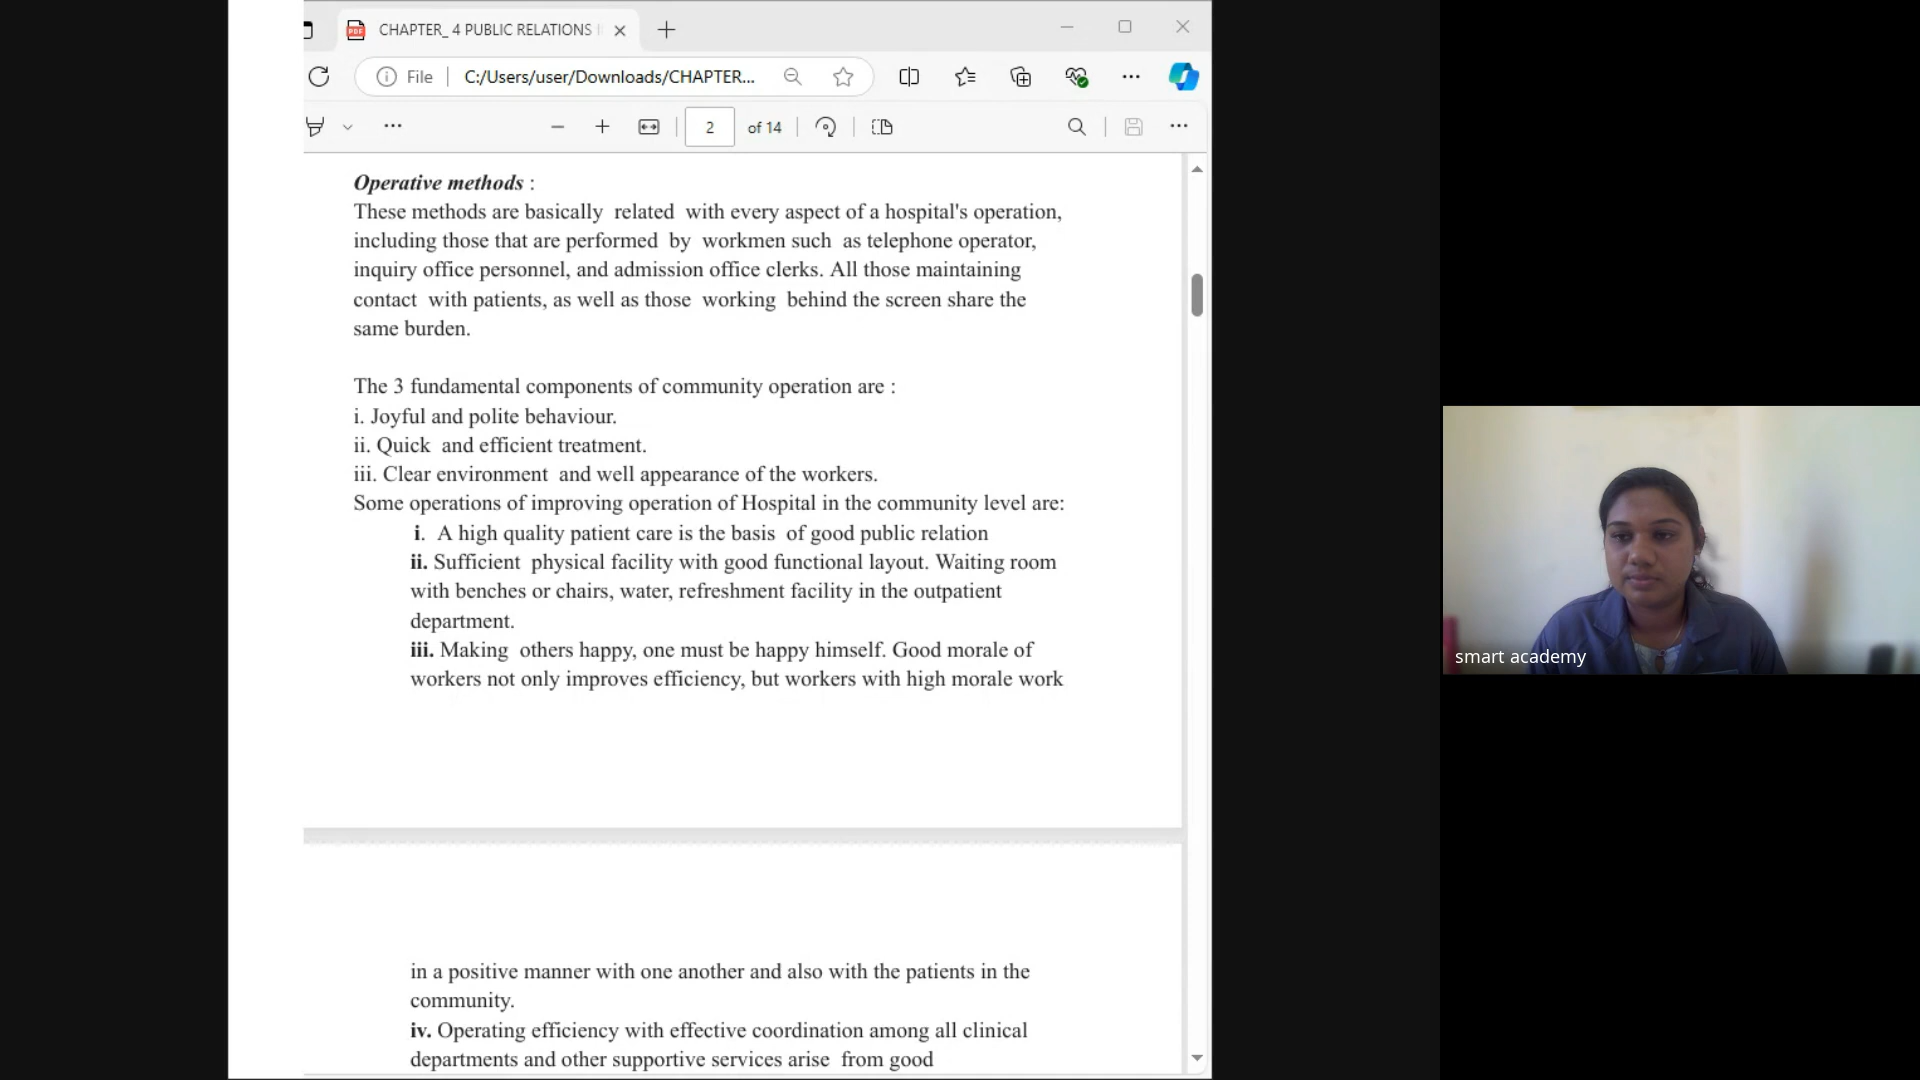 CHAPTER_ 4 PUBLIC RELATIONS
File
C:/Users/user/Downloads/CHAPTER...
2 of 14
Operative methods :
These methods are basically related with every aspect of a hospital's operation,
including those that are performed by workmen such as telephone operator,
inquiry office personnel, and admission office clerks. All those maintaining
contact with patients, as well as those working behind the screen share the
same burden.
The 3 fundamental components of community operation are :
i. Joyful and polite behaviour.
ii. Quick and efficient treatment.
iii. Clear environment and well appearance of the workers.
Some operations of improving operation of Hospital in the community level are:
i. A high quality patient care is the basis of good public relation
ii. Sufficient physical facility with good functional layout. Waiting room
with benches or chairs, water, refreshment facility in the outpatient
department.
iii. Making others happy, one must be happy himself. Good morale of
workers not only improves efficiency, but workers with high morale work
in a positive manner with one another and also with the patients in the
community.
iv. Operating efficiency with effective coordination among all clinical
departments and other supportive services arise from good
smart academy